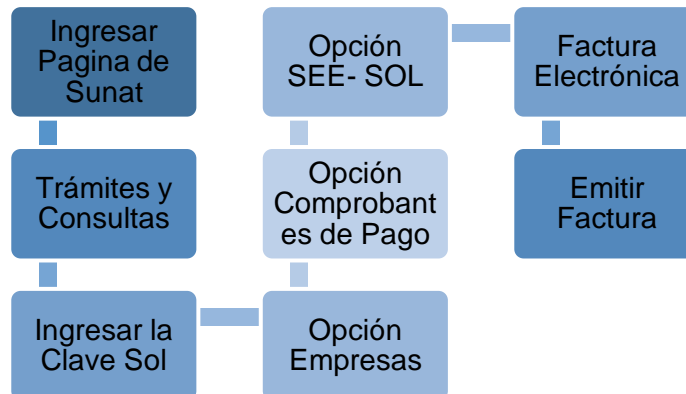 Ingresar
Pagina de
Sunat
Trámites y
Consultas
Ingresar la
Clave Sol
Opción
Empresas
Opción
Comprobant
es de Pago
Opción
SEE- SOL
Factura
Electrónica
Emitir
Factura